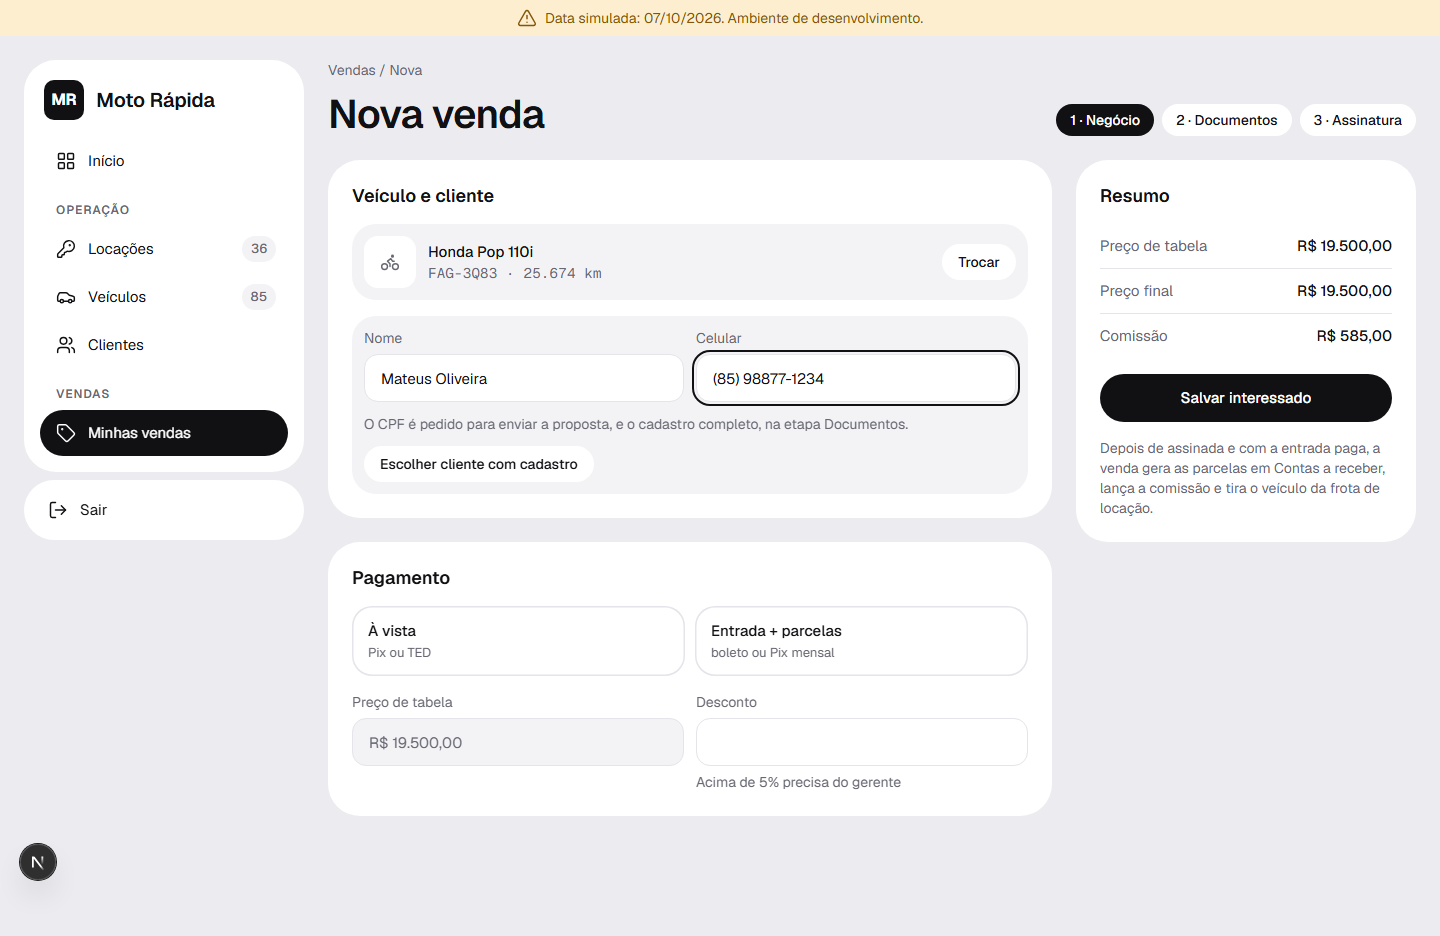 Data simulada: 07/10/2026. Ambiente de desenvolvimento.
MR
Moto Rápida
Início
OPERAÇÃO
Locações
36
Veículos
85
Clientes
VENDAS
Minhas vendas
Sair
Vendas / Nova
Nova venda
1 · Negócio
2 · Documentos
3 · Assinatura
Veículo e cliente
Honda Pop 110i
FAG-3Q83 · 25.674 km
Trocar
Nome
Celular
Mateus Oliveira
(85) 98877-1234
O CPF é pedido para enviar a proposta, e o cadastro completo, na etapa Documentos.
Escolher cliente com cadastro
Pagamento
À vista
Pix ou TED
Entrada + parcelas
boleto ou Pix mensal
Preço de tabela
Desconto
R$ 19.500,00
Acima de 5% precisa do gerente
Resumo
Preço de tabela
R$ 19.500,00
Preço final
R$ 19.500,00
Comissão
R$ 585,00
Salvar interessado
Depois de assinada e com a entrada paga, a
venda gera as parcelas em Contas a receber,
lança a comissão e tira o veículo da frota de
locação.
N